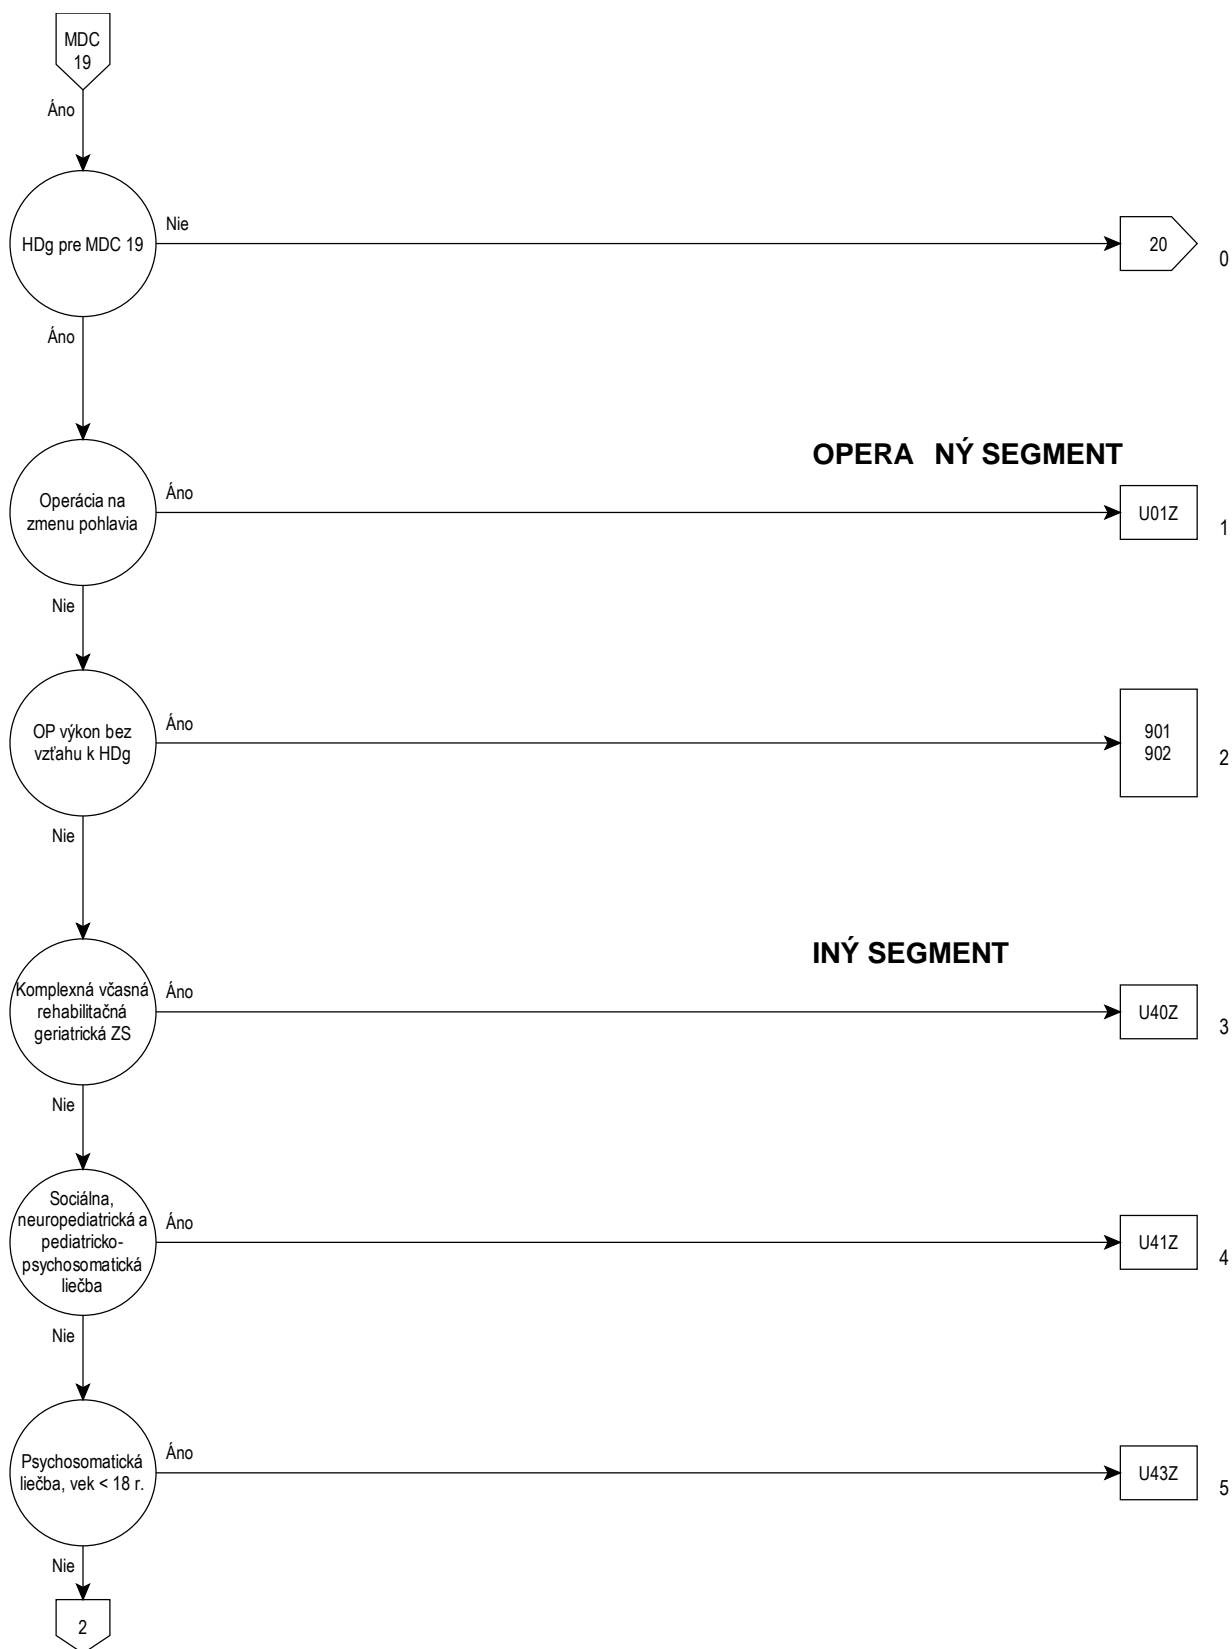 MDC
19
Áno
HDg pre MDC 19
Nie
20
0
Áno
OPERA NÝ SEGMENT
Operácia na
zmenu pohlavia
Áno
U01Z
1
Nie
OP výkon bez
vzťahu k HDg
Áno
901
902
2
Nie
INÝ SEGMENT
Komplexná včasná
rehabilitačná
geriatrická ZS
Áno
U40Z
3
Nie
Sociálna,
neuropediatrická a
pediatricko-
psychosomatická
liečba
Áno
U41Z
4
Nie
Psychosomatická
liečba, vek < 18 r.
Áno
U43Z
5
Nie
2